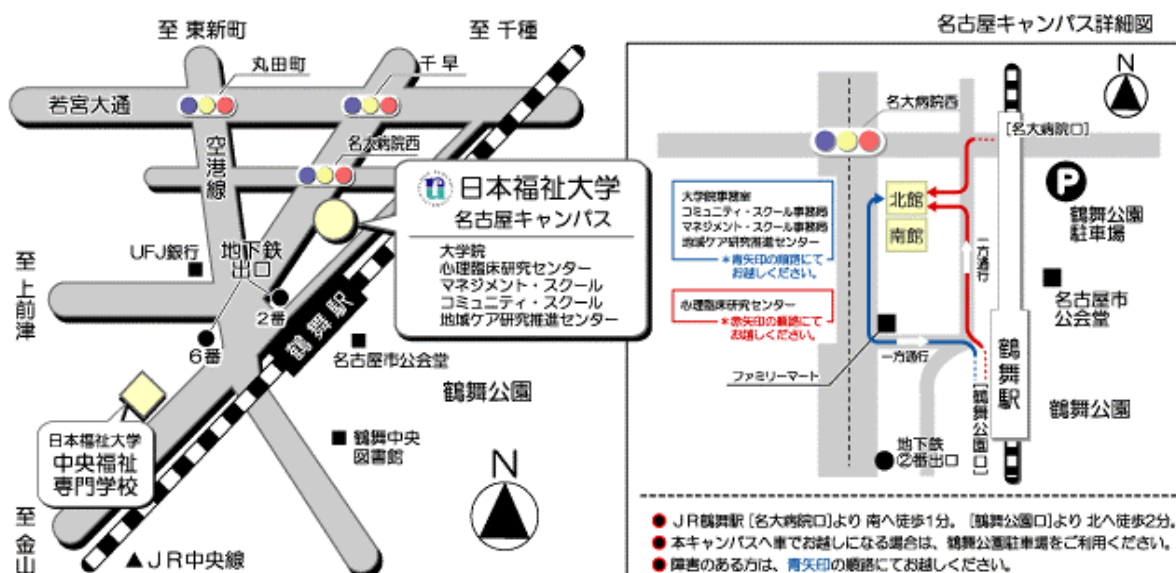 至 東新町
至 千種
丸田町
千早
若宮大通
名大病院西
空港線
日本福祉大学
名古屋キャンパス
大学院
心理臨床研究センター
マネジメント・スクール
コミュニティ・スクール
地域ケア研究推進センター
UFJ銀行
地下鉄
出口
2番
6番
至 上前津
鶴舞駅
名古屋市公会堂
鶴舞公園
日本福祉大学
中央福祉
専門学校
鶴舞中央
図書館
N
至 金山
▲JR中央線
名古屋キャンパス詳細図
N
名大病院西
[名大病院口]
P
鶴舞公園
駐車場
大学院事務室
コミュニティ・スクール事務局
マネジメント・スクール事務局
地域ケア研究推進センター
*青矢印の順路にて
お越しください。
北館
南館
一方通行
名古屋市
公会堂
心理臨床研究センター
*赤矢印の順路にて
お越しください。
ファミリーマート
一方通行
鶴舞駅
[鶴舞公園口]
鶴舞公園
地下鉄
②番出口
● JR鶴舞駅 [名大病院口]より 南へ徒歩1分。 [鶴舞公園口]より 北へ徒歩2分。
● 本キャンパスへ車でお越しになる場合は、鶴舞公園駐車場をご利用ください。
● 障害のある方は、青矢印の順路にてお越しください。